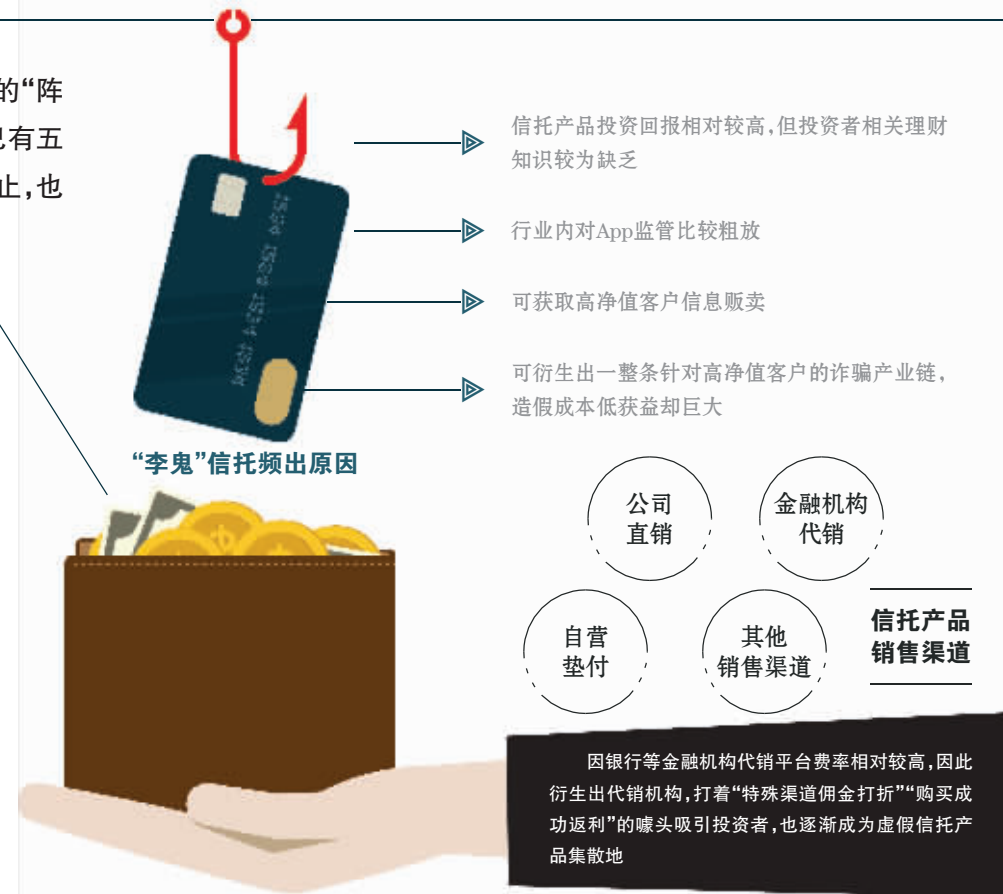 的“阵
已有五
止,也
信托产品投资回报相对较高,但投资者相关理财
知识较为缺乏
行业内对App监管比较粗放
可获取高净值客户信息贩卖
可衍生出一整条针对高净值客户的诈骗产业链,
造假成本低获益却巨大
“李鬼”信托频出原因
公司
直销
金融机构
代销
自营
垫付
其他
销售渠道
信托产品
销售渠道
因银行等金融机构代销平台费率相对较高,因此
衍生出代销机构,打着“特殊渠道佣金打折”“购买成
功返利”的噱头吸引投资者,也逐渐成为虚假信托产
品集散地